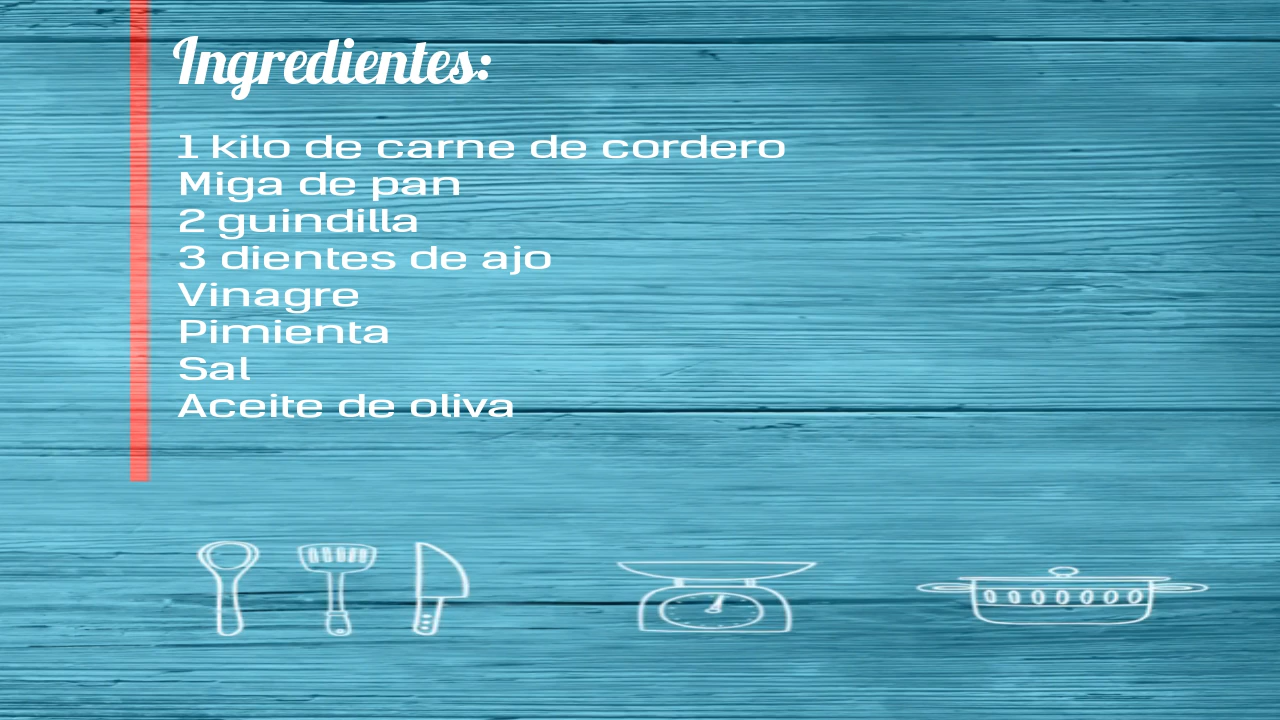 Ingredientes:
1 kilo de carne de cordero
Miga de pan
2 guindilla
3 dientes de ajo
Vinagre
Pimienta
Sal
Aceite de oliva